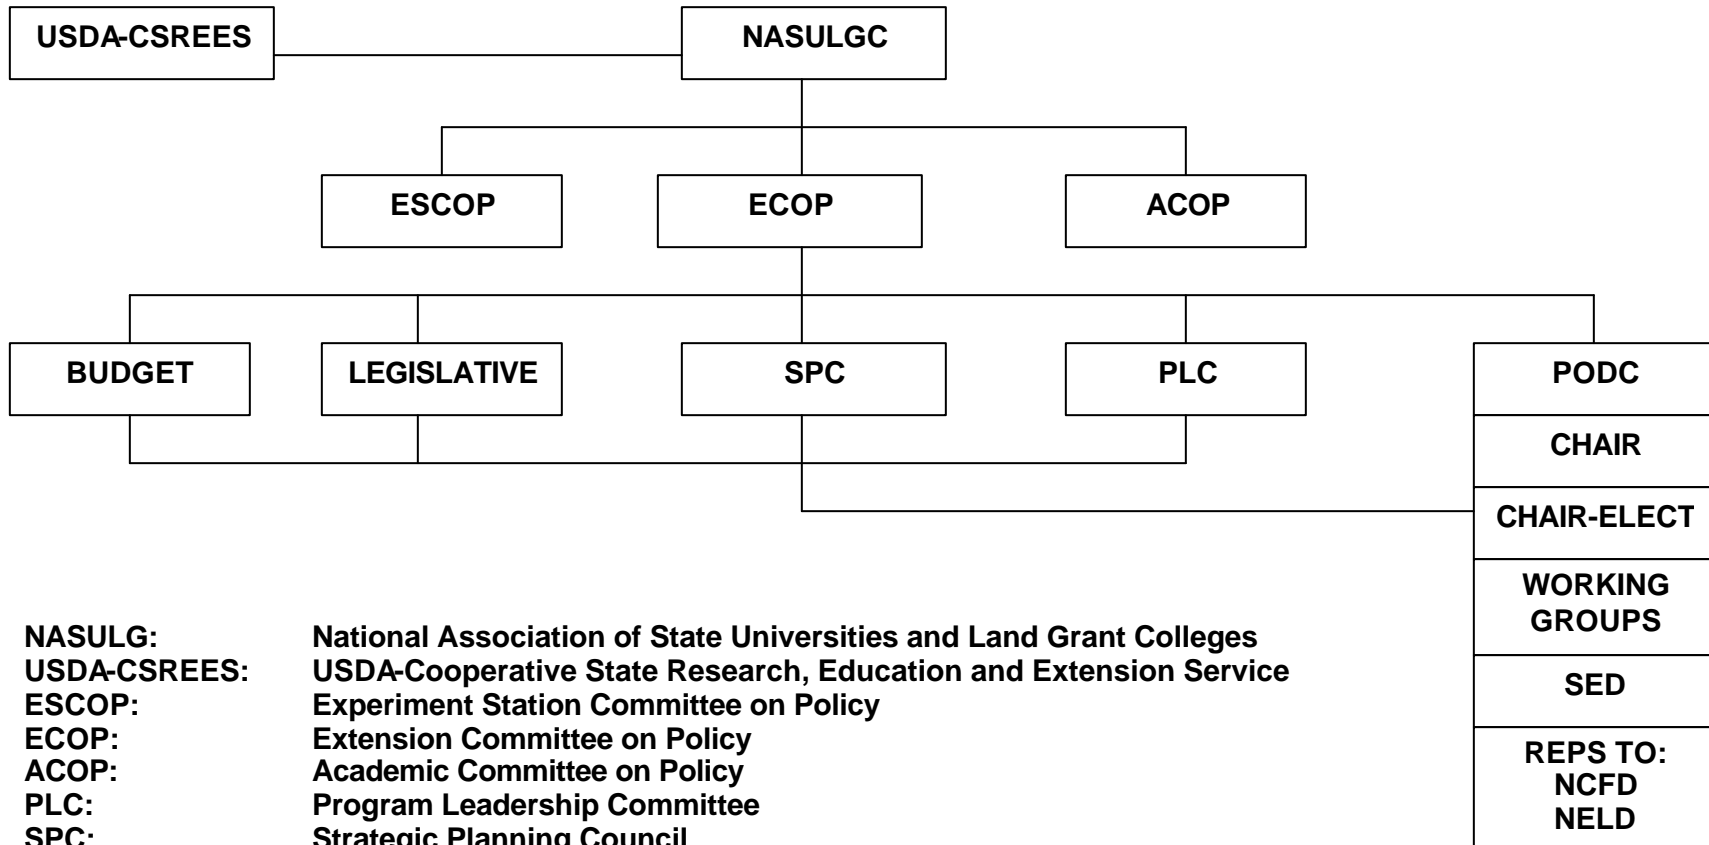 USDA-CSREES
NASULGC
ESCOP
ECOP
ACOP
BUDGET
LEGISLATIVE
SPC
PLC
PODC
CHAIR
CHAIR-ELECT
WORKING
GROUPS
SED
REPS TO:
NCFD
NELD
NASULG: National Association of State Universities and Land Grant Colleges
USDA-CSREES: USDA-Cooperative State Research, Education and Extension Service
ESCOP: Experiment Station Committee on Policy
ECOP: Extension Committee on Policy
ACOP: Academic Committee on Policy
PLC: Program Leadership Committee
SPC: Strategic Planning Council